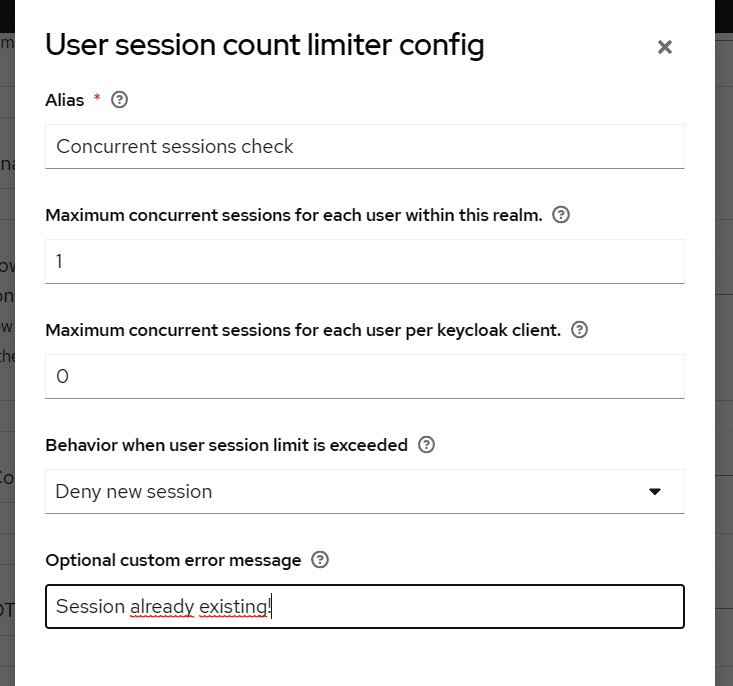 User session count limiter config
Alias *
Concurrent sessions check
Maximum concurrent sessions for each user within this realm.
1
Maximum concurrent sessions for each user per keycloak client.
0
Behavior when user session limit is exceeded
Deny new session
Optional custom error message
Session already existing!